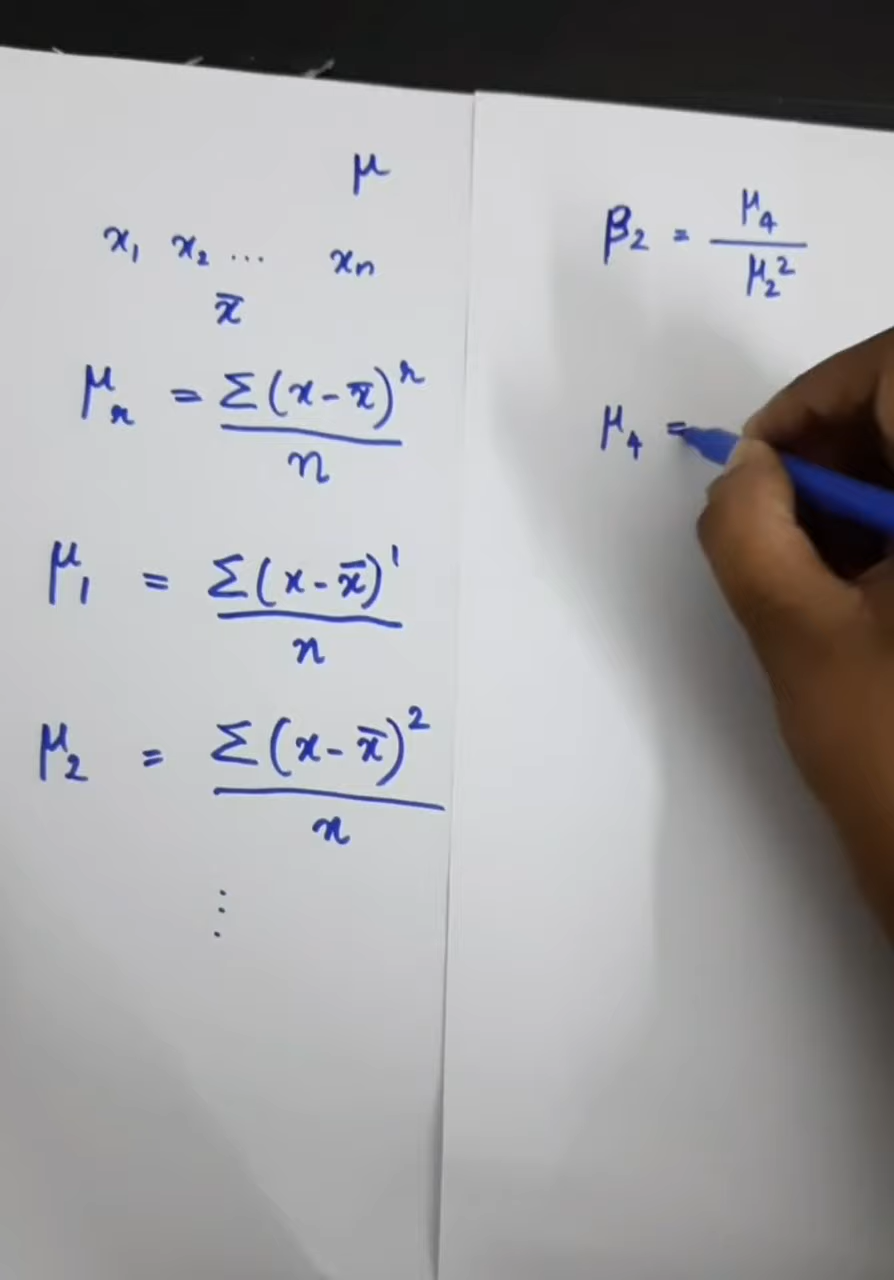 μ
x₁ x₂ ... xₙ
x̄
μᵣ = Σ(x-x̄)ʳ / n
μ₁ = Σ(x-x̄)¹ / n
μ₂ = Σ(x-x̄)² / n
⋮
β₂ = μ₄ / μ₂²
μ₄ =